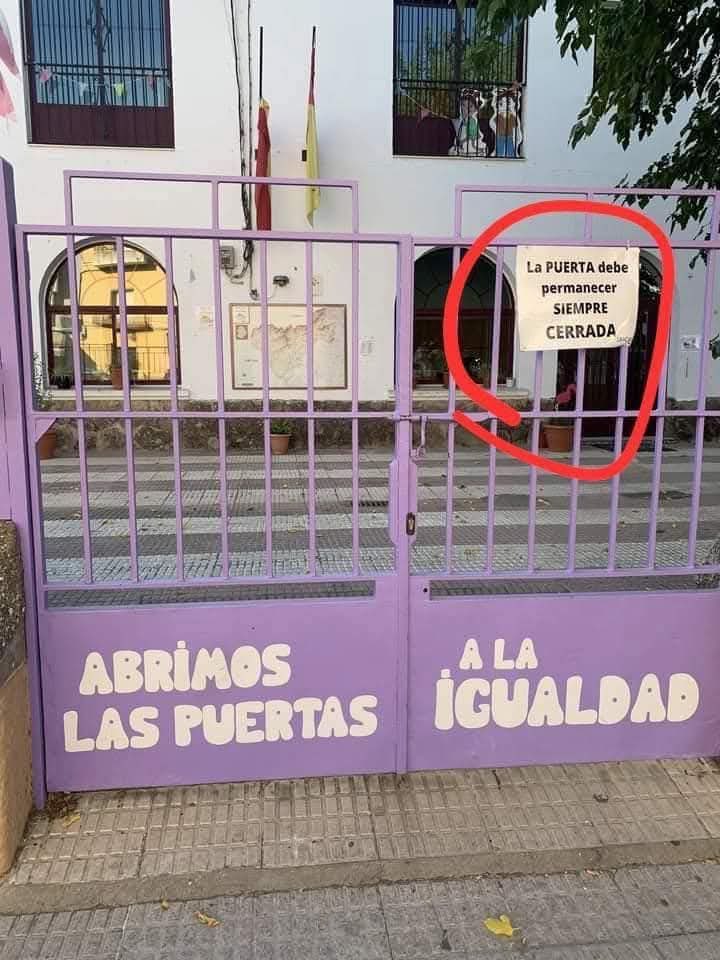 La PUERTA debe
permanecer
SIEMPRE
CERRADA
ABRiMOS
LAS PUERTAS
A LA
iGUALDAD